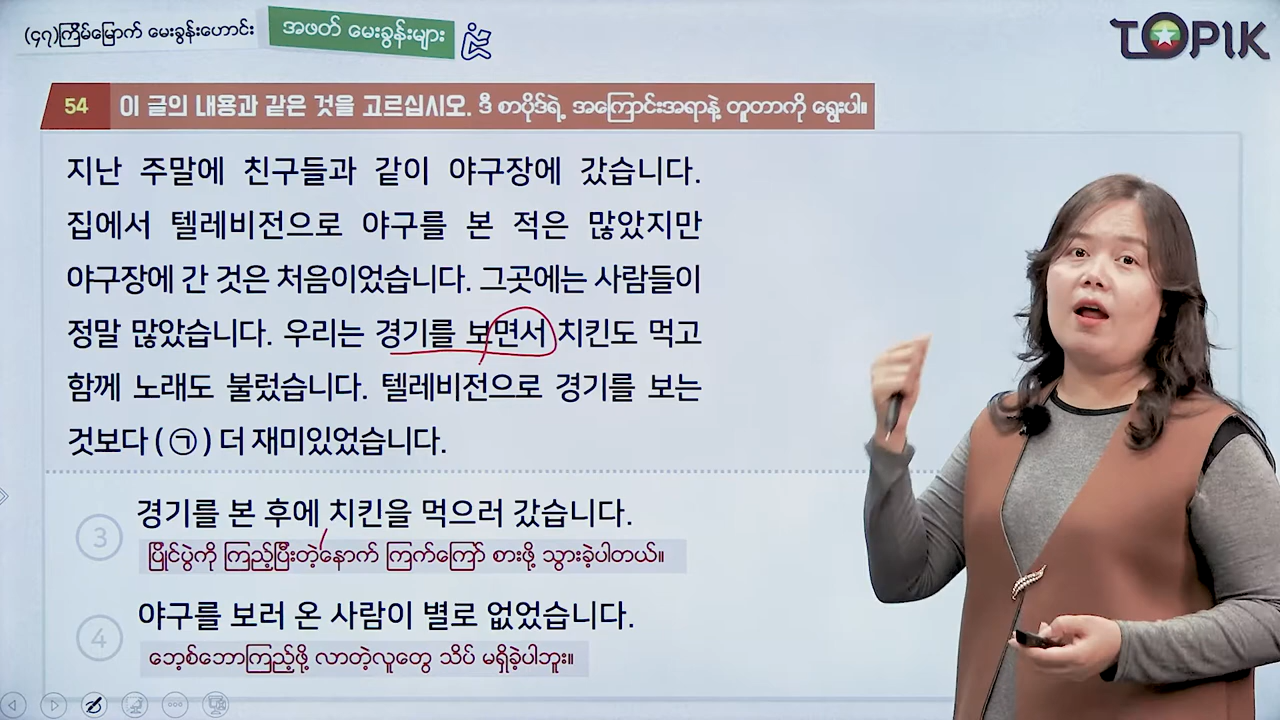 (၄၇)ကြိမ်မြောက် မေးခွန်းဟောင်း
အဖတ် မေးခွန်းများ
TOPIK
54 이 글의 내용과 같은 것을 고르십시오. ဒီ စာပိုဒ်ရဲ့ အကြောင်းအရာနဲ့ တူတာကို ရွေးပါ။
지난 주말에 친구들과 같이 야구장에 갔습니다.
집에서 텔레비전으로 야구를 본 적은 많았지만
야구장에 간 것은 처음이었습니다. 그곳에는 사람들이
정말 많았습니다. 우리는 경기를 보면서 치킨도 먹고
함께 노래도 불렀습니다. 텔레비전으로 경기를 보는
것보다 ( ㉠ ) 더 재미있었습니다.
3 경기를 본 후에 치킨을 먹으러 갔습니다.
ပြိုင်ပွဲကို ကြည့်ပြီးတဲ့နောက် ကြက်ကြော် စားဖို့ သွားခဲ့ပါတယ်။
4 야구를 보러 온 사람이 별로 없었습니다.
ဘေ့စ်ဘောကြည့်ဖို့ လာတဲ့လူတွေ သိပ် မရှိခဲ့ပါဘူး။